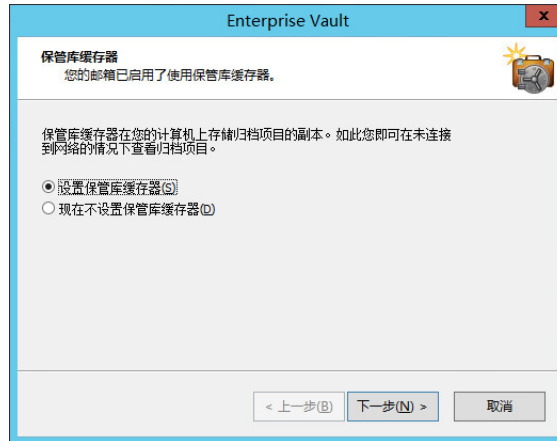 Enterprise Vault
x
保管库缓存器
您的邮箱已启用了使用保管库缓存器。
保管库缓存器在您的计算机上存储归档项目的副本。如此您即可在未连接
到网络的情况下查看归档项目。
设置保管库缓存器(S)
现在不设置保管库缓存器(D)
< 上一步(B) 下一步(N) > 取消